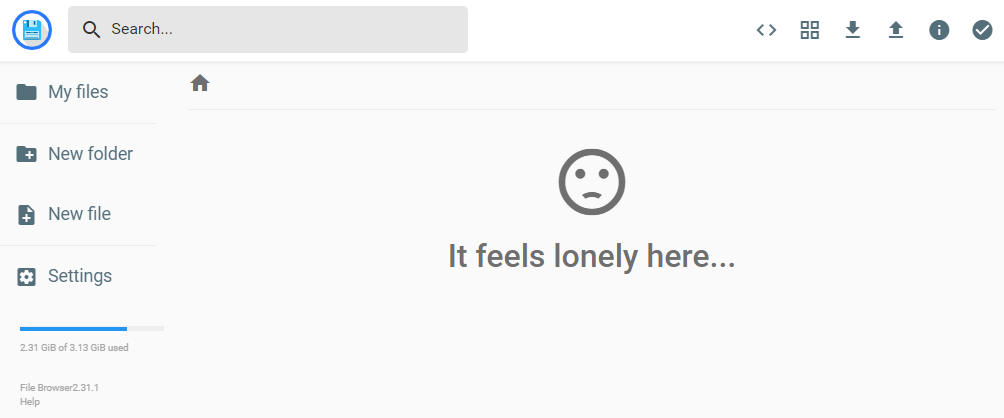 Search...
My files
New folder
New file
Settings
2.31 GiB of 3.13 GiB used
File Browser2.31.1
Help
It feels lonely here...